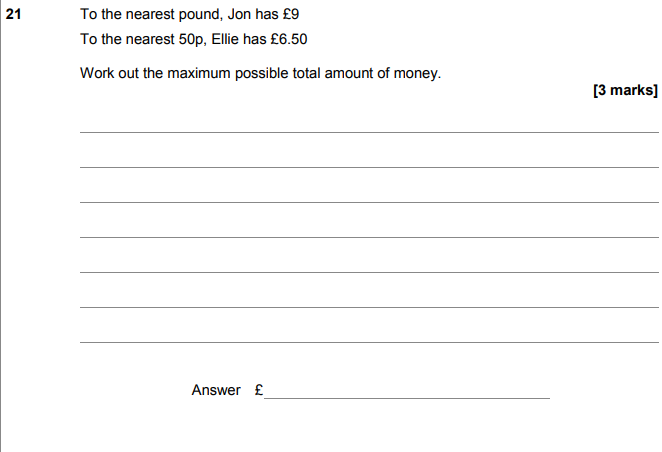 21 To the nearest pound, Jon has £9
To the nearest 50p, Ellie has £6.50
Work out the maximum possible total amount of money.
[3 marks]
Answer £